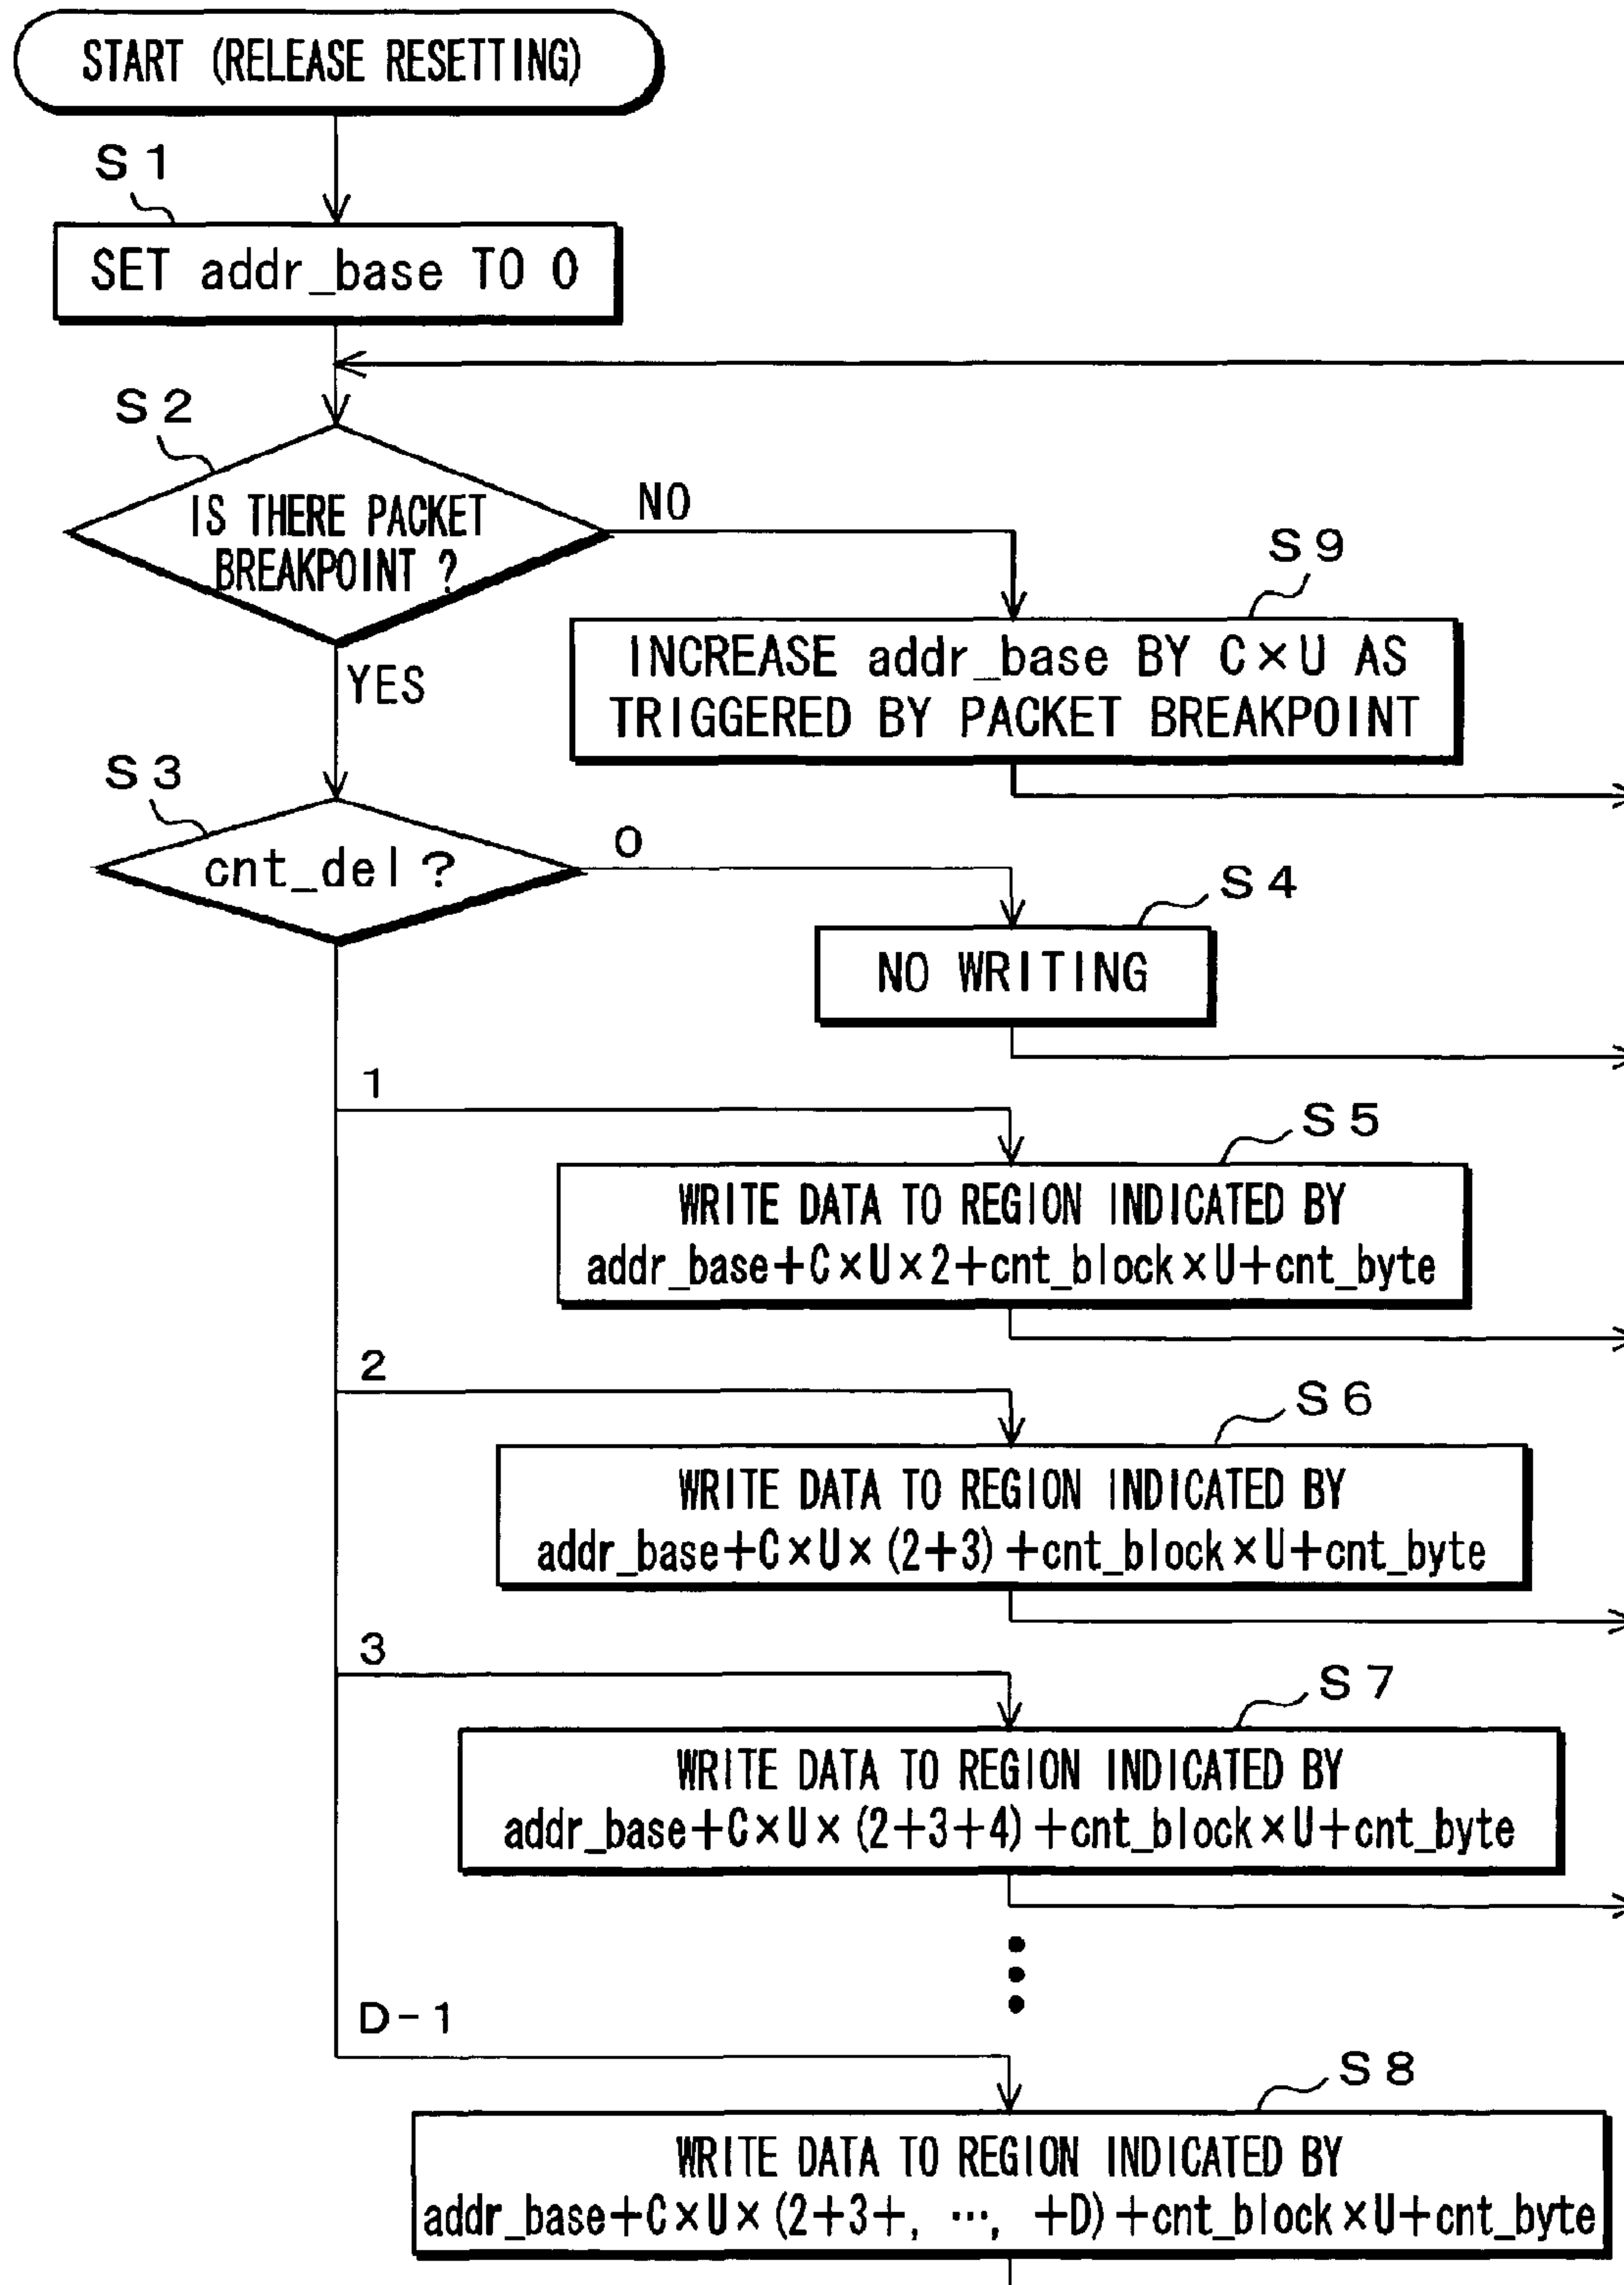 START (RELEASE RESETTING)
S1
SET addr_base TO 0
S2
IS THERE PACKET
BREAKPOINT ?
NO
YES
S9
INCREASE addr_base BY C×U AS
TRIGGERED BY PACKET BREAKPOINT
S3
cnt_del ?
0
S4
NO WRITING
1
S5
WRITE DATA TO REGION INDICATED BY
addr_base+C×U×2+cnt_block×U+cnt_byte
2
S6
WRITE DATA TO REGION INDICATED BY
addr_base+C×U×(2+3)+cnt_block×U+cnt_byte
3
S7
WRITE DATA TO REGION INDICATED BY
addr_base+C×U×(2+3+4)+cnt_block×U+cnt_byte
D-1
S8
WRITE DATA TO REGION INDICATED BY
addr_base+C×U×(2+3+, …, +D)+cnt_block×U+cnt_byte